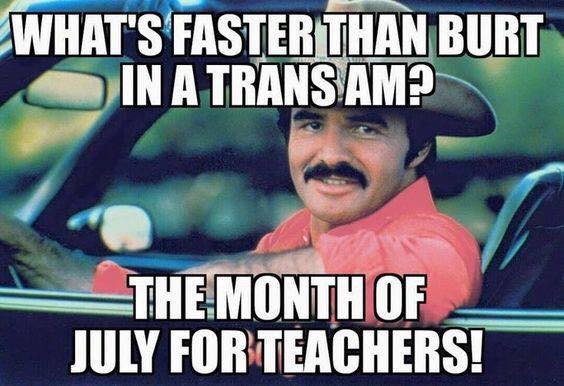 WHAT'S FASTER THAN BURT
IN A TRANS AM?
THE MONTH OF
JULY FOR TEACHERS!